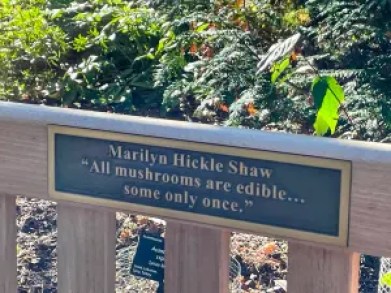 Marilyn Hickle Shaw
“All mushrooms are edible...
some only once.”